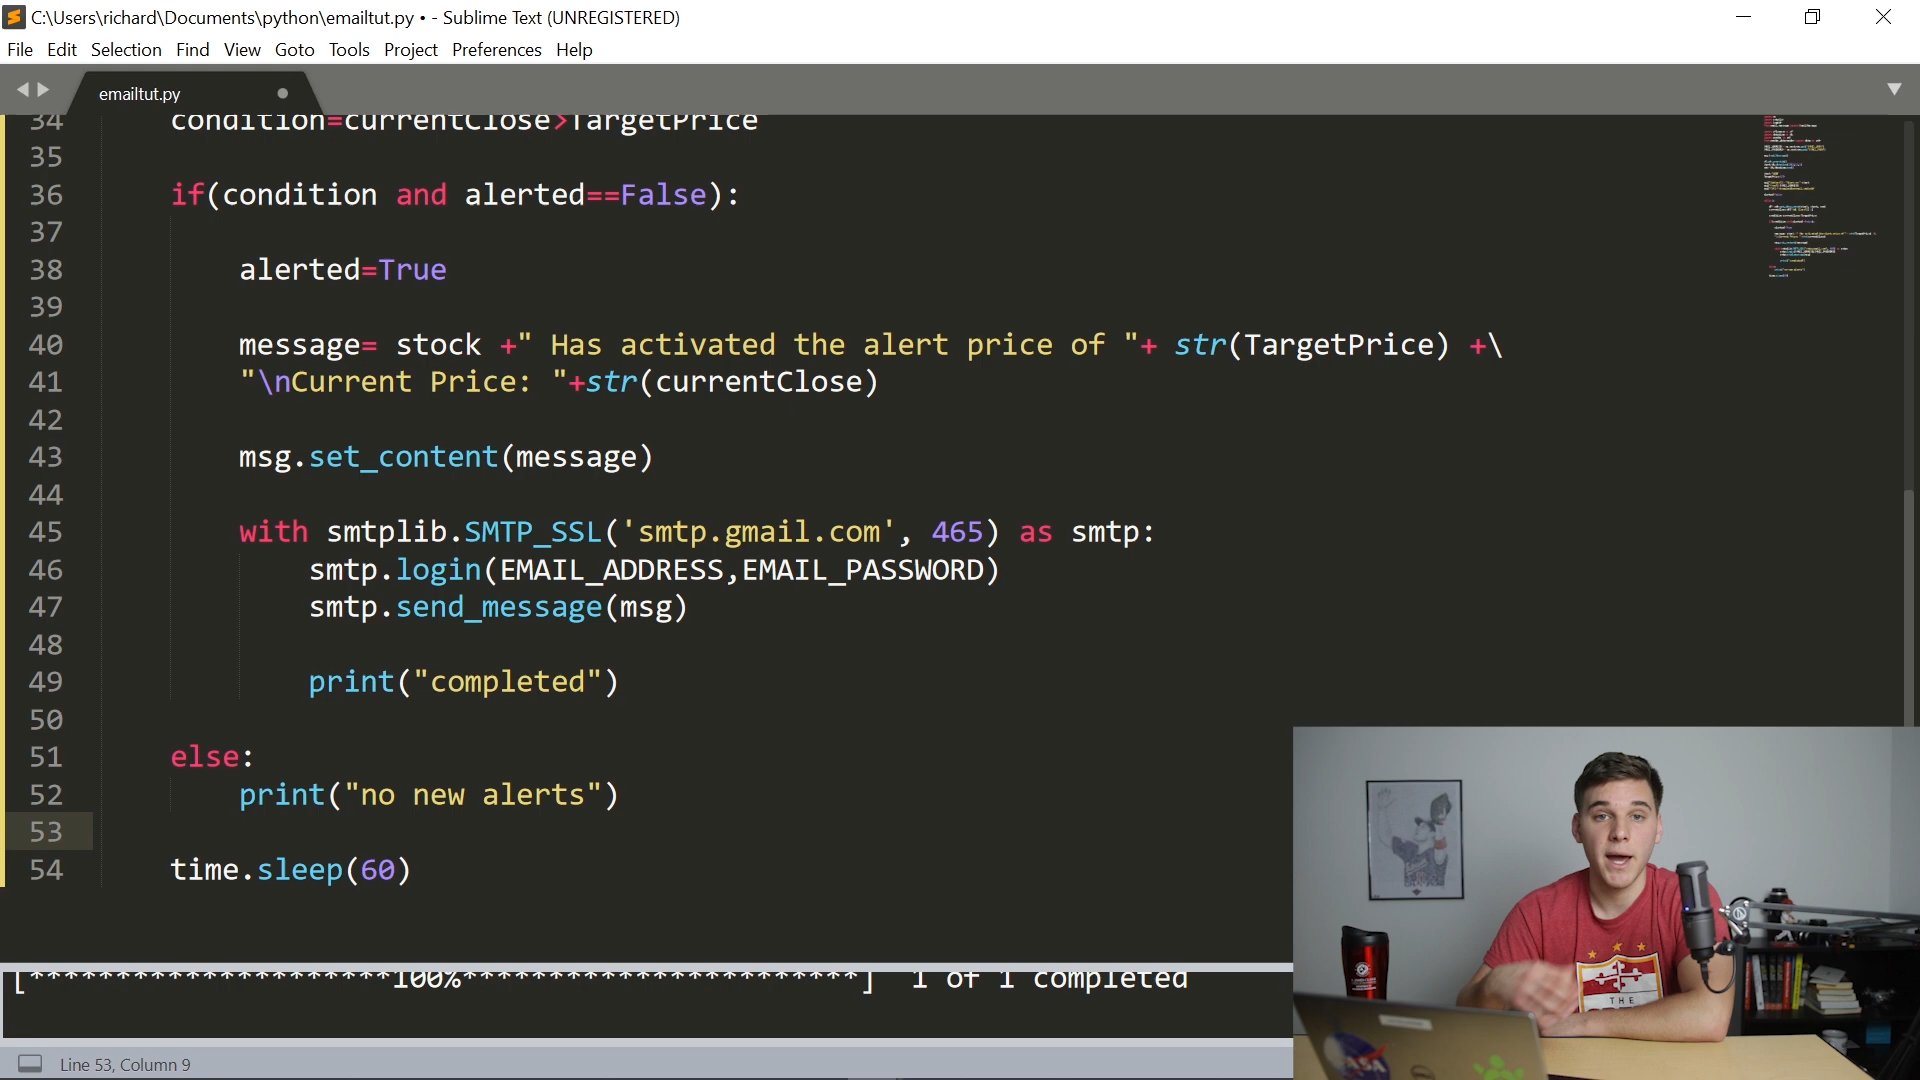 C:\Users\richard\Documents\python\emailtut.py • - Sublime Text (UNREGISTERED)
File Edit Selection Find View Goto Tools Project Preferences Help
emailtut.py
34 condition=currentClose>TargetPrice
35
36 if(condition and alerted==False):
37
38 alerted=True
39
40 message= stock +" Has activated the alert price of "+ str(TargetPrice) +\
41 "\nCurrent Price: "+str(currentClose)
42
43 msg.set_content(message)
44
45 with smtplib.SMTP_SSL('smtp.gmail.com', 465) as smtp:
46 smtp.login(EMAIL_ADDRESS,EMAIL_PASSWORD)
47 smtp.send_message(msg)
48
49 print("completed")
50
51 else:
52 print("no new alerts")
53
54 time.sleep(60)
[**********************100%***********************] 1 of 1 completed
THE
Line 53, Column 9